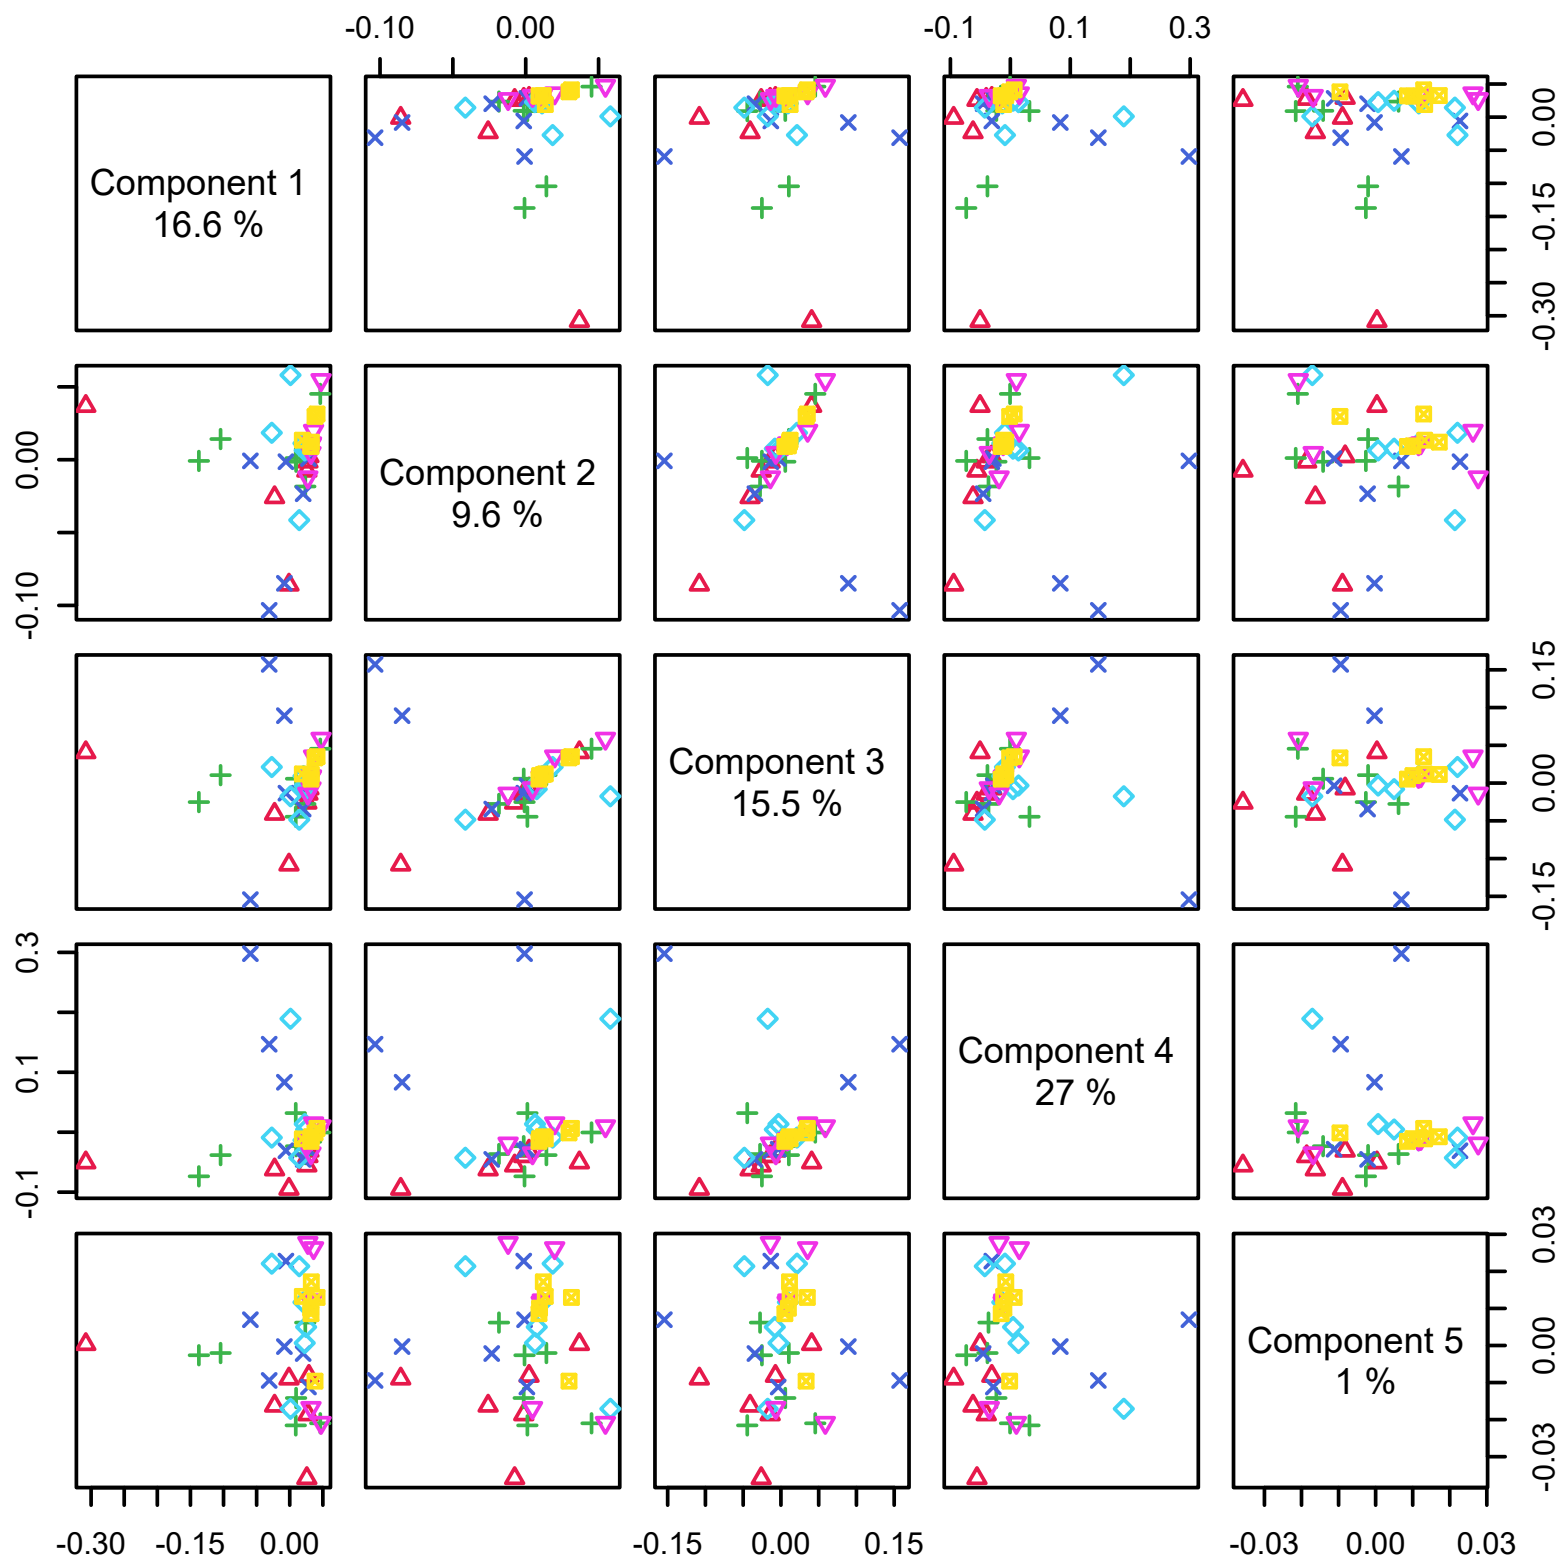 -0.10 0.00 -0.1 0.1 0.3
Component 1
16.6 %
-0.30 -0.15 0.00
-0.10 0.00
Component 2
9.6 %
Component 3
15.5 %
-0.15 0.00 0.15
-0.1 0.1 0.3
Component 4
27 %
Component 5
1 %
-0.03 0.00 0.03
-0.30 -0.15 0.00 -0.15 0.00 0.15 -0.03 0.00 0.03